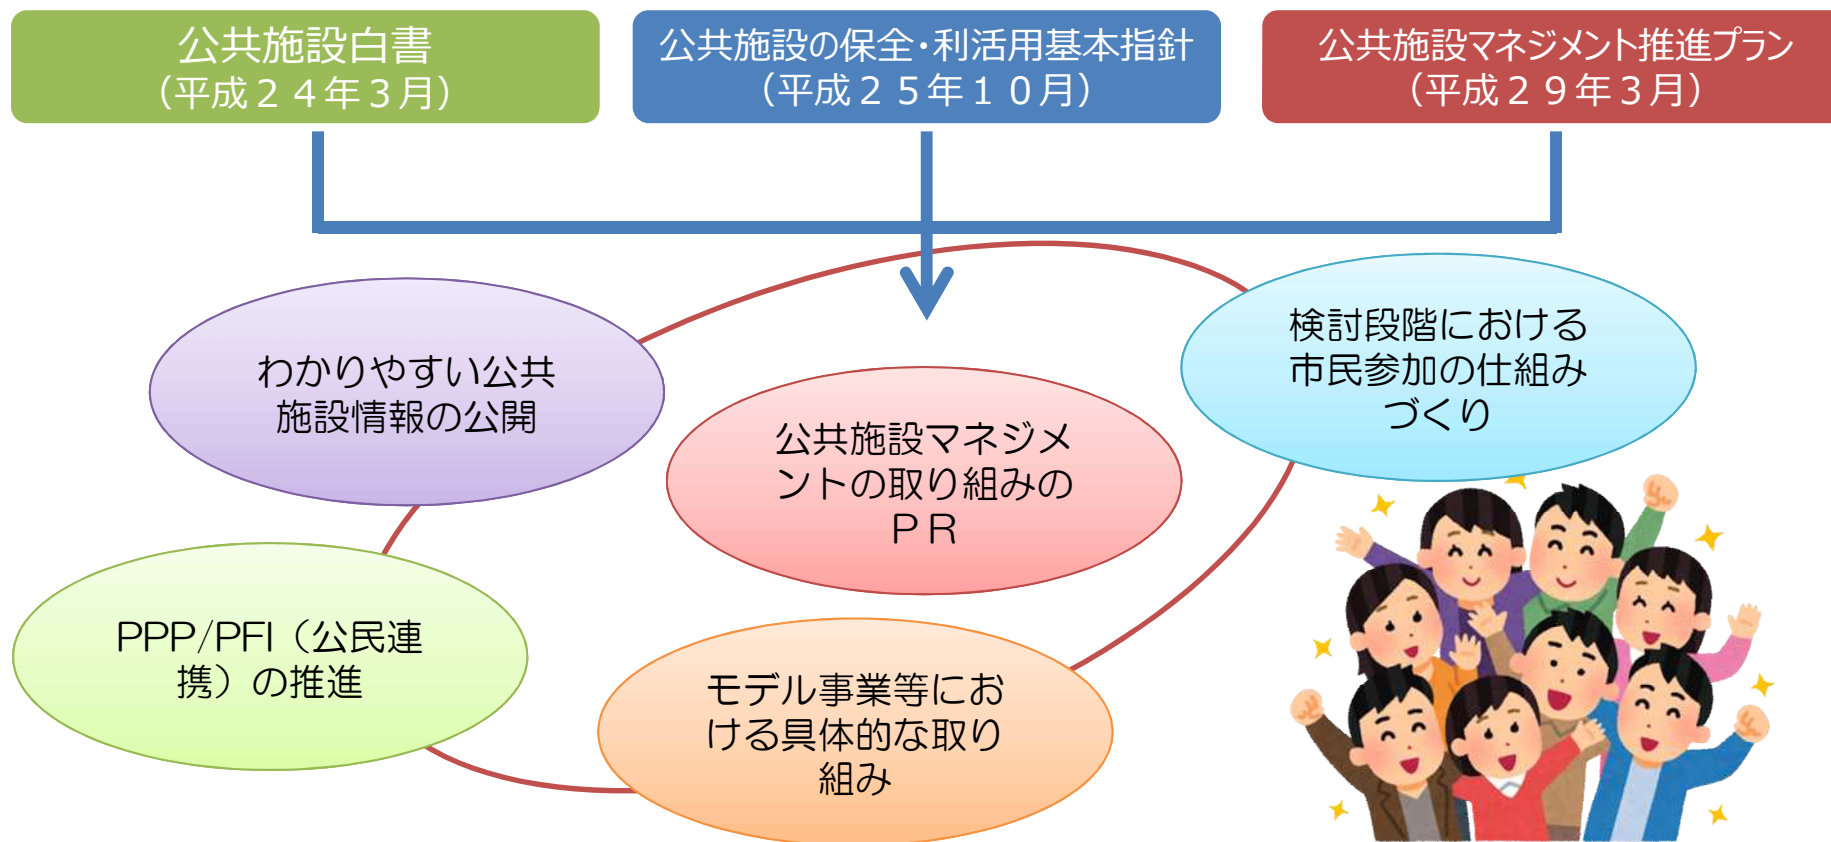 公共施設白書
（平成２４年３月）
公共施設の保全・利活用基本指針
（平成２５年１０月）
公共施設マネジメント推進プラン
（平成２９年３月）
わかりやすい公共
施設情報の公開
検討段階における
市民参加の仕組み
づくり
公共施設マネジメ
ントの取り組みの
ＰＲ
PPP/PFI（公民連
携）の推進
モデル事業等にお
ける具体的な取り
組み